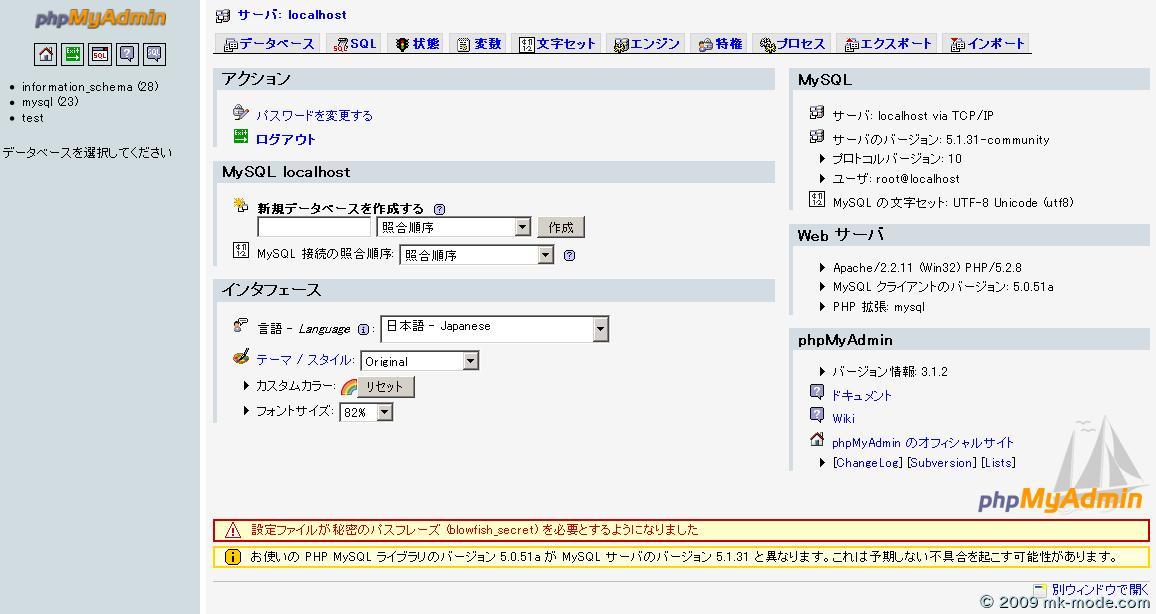 phpMyAdmin
information_schema (28)
mysql (23)
test
データベースを選択してください
サーバ: localhost
データベース SQL 状態 変数 文字セット エンジン 特権 プロセス エクスポート インポート
アクション
パスワードを変更する
ログアウト
MySQL localhost
新規データベースを作成する
照合順序 作成
MySQL 接続の照合順序: 照合順序
インタフェース
言語 - Language : 日本語 - Japanese
テーマ / スタイル: Original
カスタムカラー: リセット
フォントサイズ: 82%
MySQL
サーバ: localhost via TCP/IP
サーバのバージョン: 5.1.31-community
プロトコルバージョン: 10
ユーザ: root@localhost
MySQL の文字セット: UTF-8 Unicode (utf8)
Web サーバ
Apache/2.2.11 (Win32) PHP/5.2.8
MySQL クライアントのバージョン: 5.0.51a
PHP 拡張: mysql
phpMyAdmin
バージョン情報: 3.1.2
ドキュメント
Wiki
phpMyAdmin のオフィシャルサイト
[ChangeLog] [Subversion] [Lists]
phpMyAdmin
設定ファイルが秘密のパスフレーズ (blowfish_secret) を必要とするようになりました
お使いの PHP MySQL ライブラリのバージョン 5.0.51a が MySQL サーバのバージョン 5.1.31 と異なります。これは予期しない不具合を起こす可能性があります。
別ウィンドウで開く
© 2009 mk-mode.com